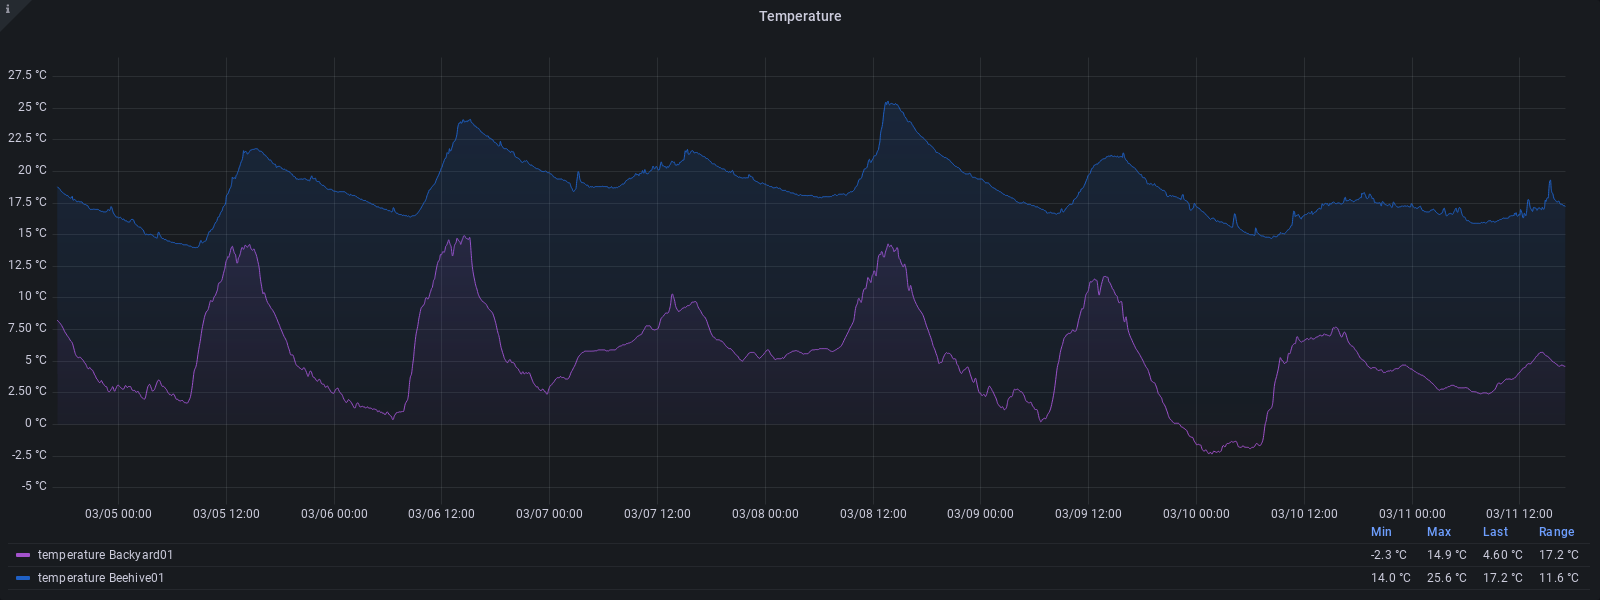 i
Temperature
27.5 °C
25 °C
22.5 °C
20 °C
17.5 °C
15 °C
12.5 °C
10 °C
7.50 °C
5 °C
2.50 °C
0 °C
-2.5 °C
-5 °C
03/05 00:00 03/05 12:00 03/06 00:00 03/06 12:00 03/07 00:00 03/07 12:00 03/08 00:00 03/08 12:00 03/09 00:00 03/09 12:00 03/10 00:00 03/10 12:00 03/11 00:00 03/11 12:00
Min Max Last Range
temperature Backyard01 -2.3 °C 14.9 °C 4.60 °C 17.2 °C
temperature Beehive01 14.0 °C 25.6 °C 17.2 °C 11.6 °C